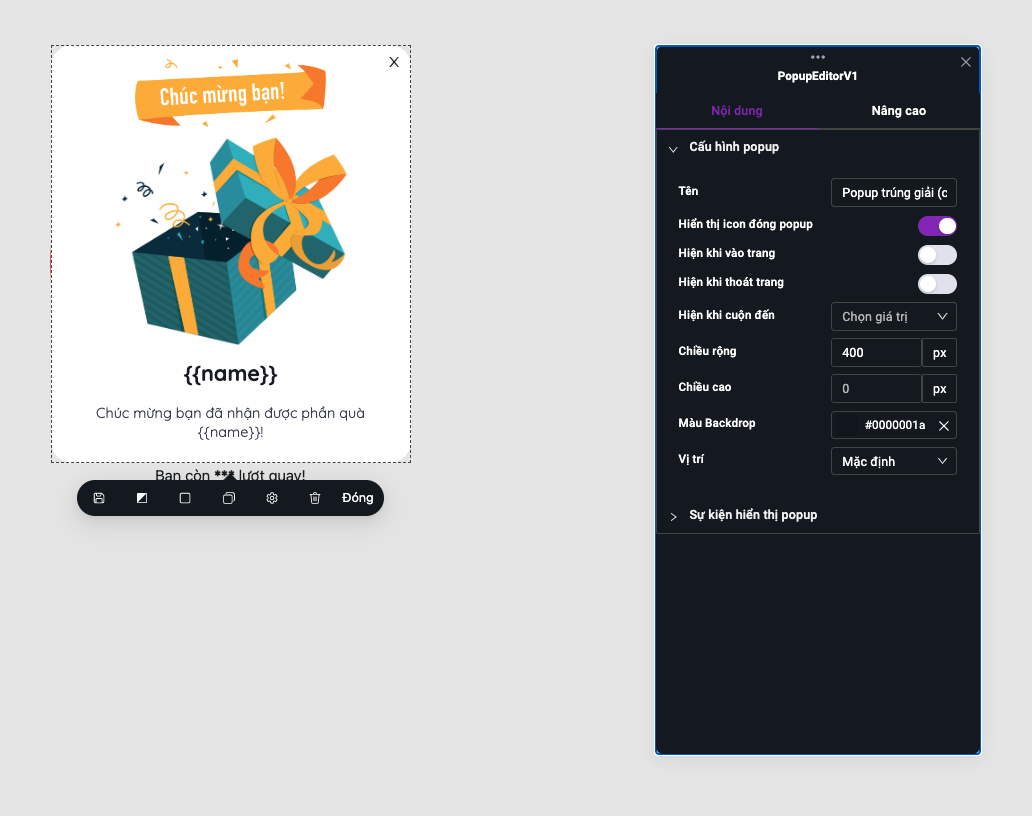 X
Chúc mừng bạn!
{{name}}
Chúc mừng bạn đã nhận được phần quà
{{name}}!
Bạn còn *** lượt quay!
Đóng
PopupEditorV1
Nội dung
Nâng cao
Cấu hình popup
Tên
Popup trúng giải (c
Hiển thị icon đóng popup
Hiện khi vào trang
Hiện khi thoát trang
Hiện khi cuộn đến
Chọn giá trị
Chiều rộng
400
px
Chiều cao
0
px
Màu Backdrop
#0000001a
Vị trí
Mặc định
Sự kiện hiển thị popup